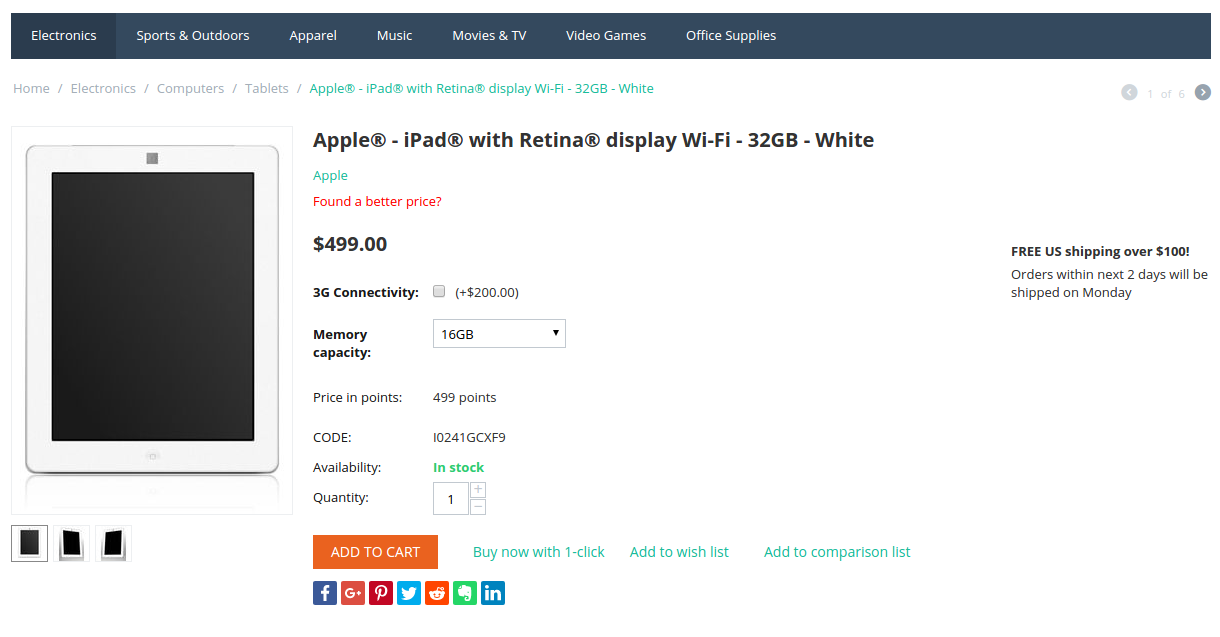 Electronics Sports & Outdoors Apparel Music Movies & TV Video Games Office Supplies
Home / Electronics / Computers / Tablets / Apple® - iPad® with Retina® display Wi-Fi - 32GB - White
1 of 6
Apple® - iPad® with Retina® display Wi-Fi - 32GB - White
Apple
Found a better price?
$499.00
FREE US shipping over $100!
Orders within next 2 days will be
shipped on Monday
3G Connectivity: (+$200.00)
Memory
capacity:
16GB
Price in points: 499 points
CODE: I0241GCXF9
Availability: In stock
Quantity: 1 + −
ADD TO CART Buy now with 1-click Add to wish list Add to comparison list
f G+ in